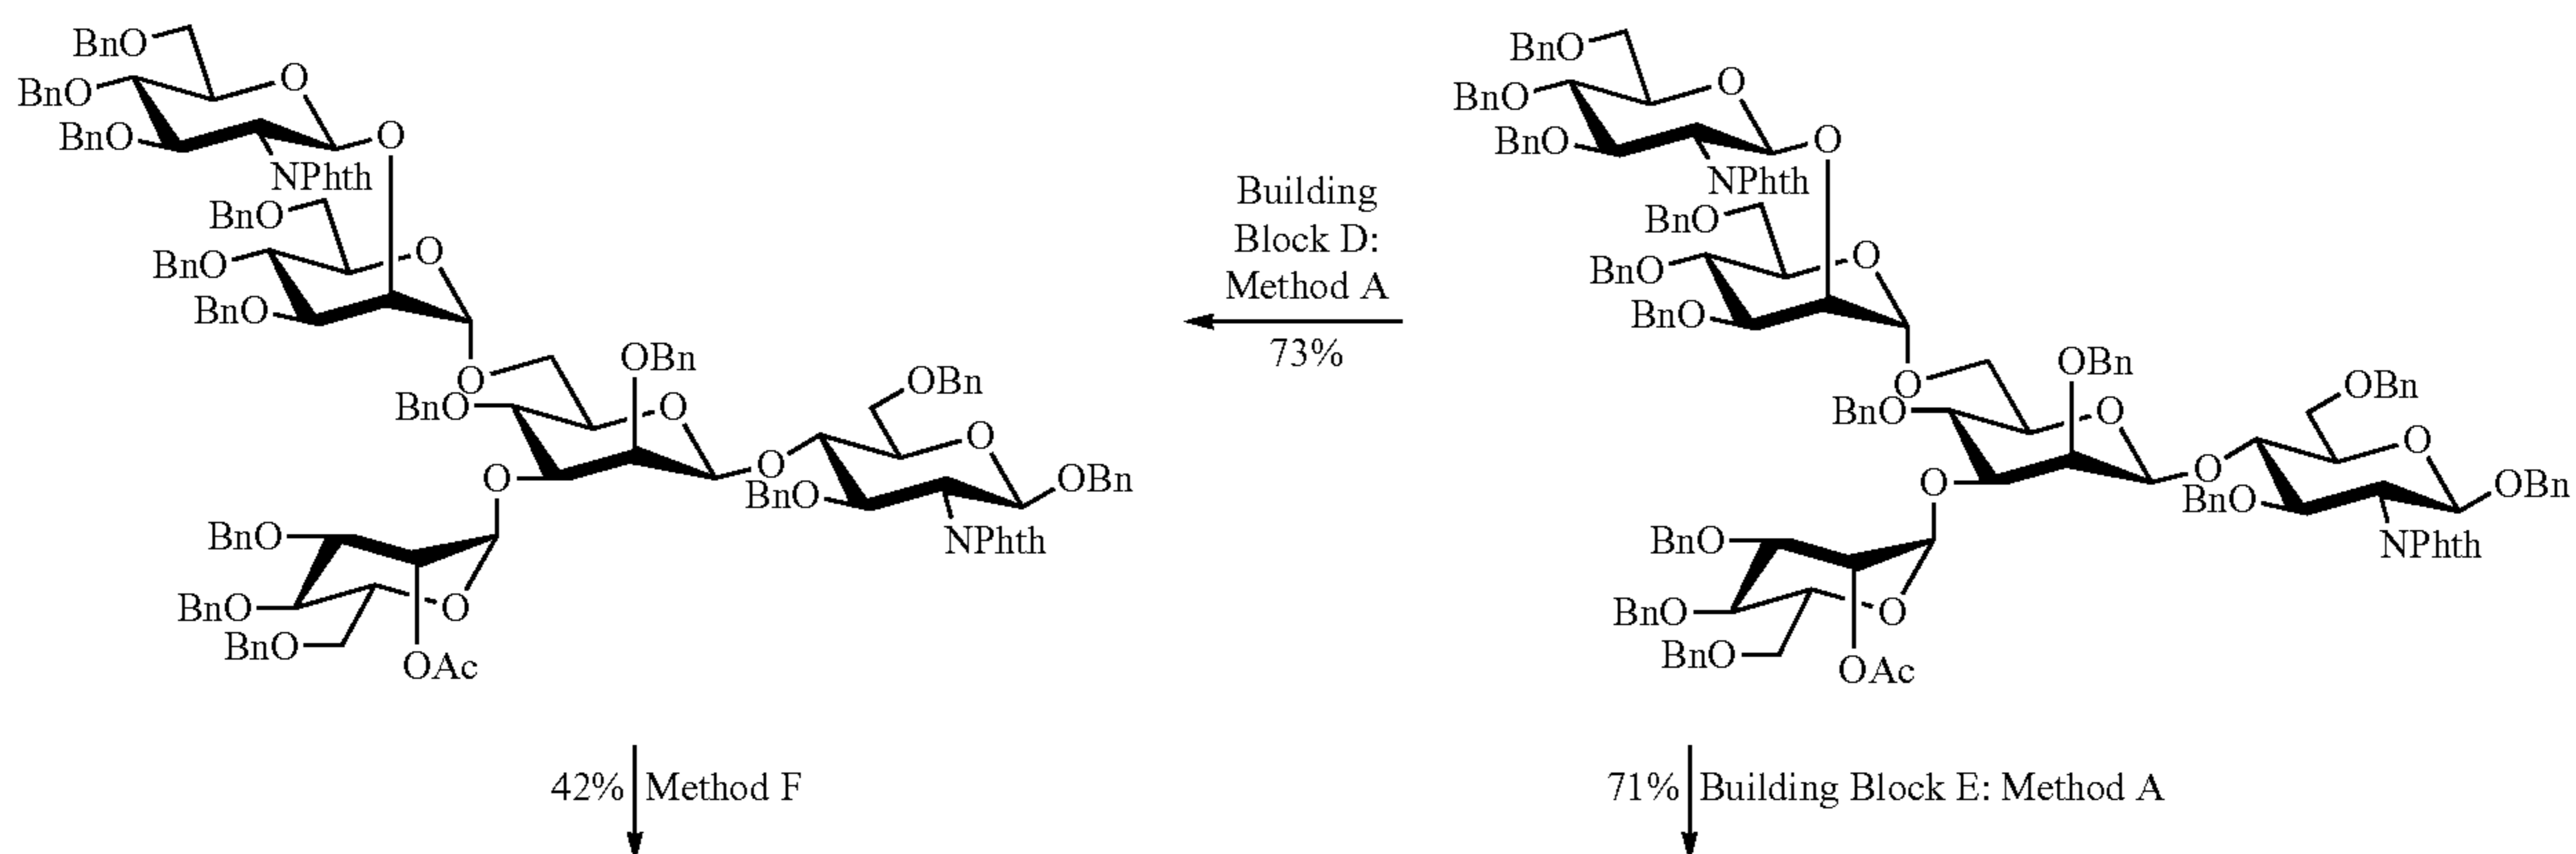 BnO
BnO
BnO
O
O
NPhth
BnO
BnO
BnO
O
O
OBn
BnO
O
O
OBn
O
BnO
O
OBn
NPhth
O
BnO
BnO
BnO
O
OAc
Building
Block D:
Method A
73%
BnO
BnO
BnO
O
O
NPhth
BnO
BnO
BnO
O
O
OBn
BnO
O
O
OBn
O
BnO
O
OBn
NPhth
O
BnO
BnO
BnO
O
OAc
42% Method F
71% Building Block E: Method A